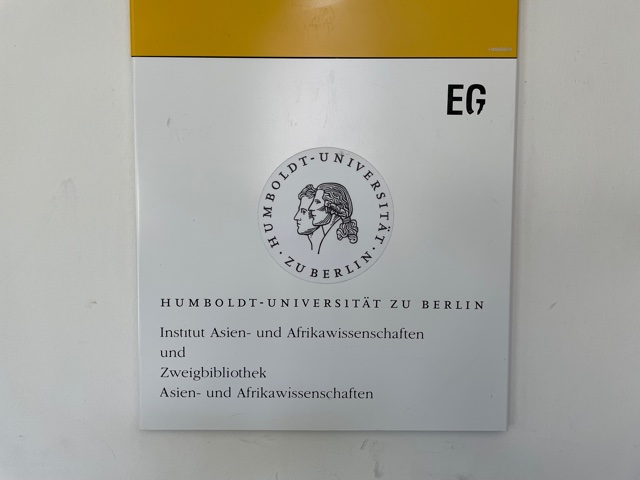 EG
HUMBOLDT-UNIVERSITÄT · ZU BERLIN ·
HUMBOLDT-UNIVERSITÄT ZU BERLIN
Institut Asien- und Afrikawissenschaften
und
Zweigbibliothek
Asien- und Afrikawissenschaften